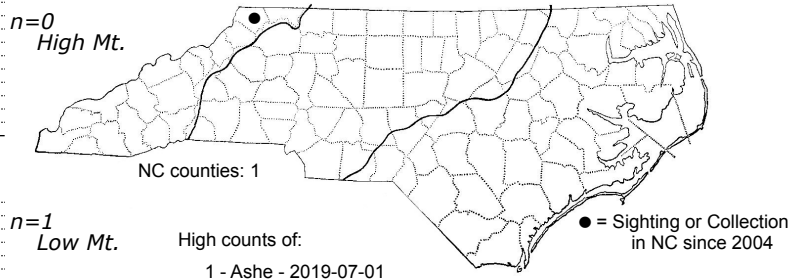 n=0
High Mt.
NC counties: 1
n=1
Low Mt.
High counts of:
1 - Ashe - 2019-07-01
● = Sighting or Collection
in NC since 2004